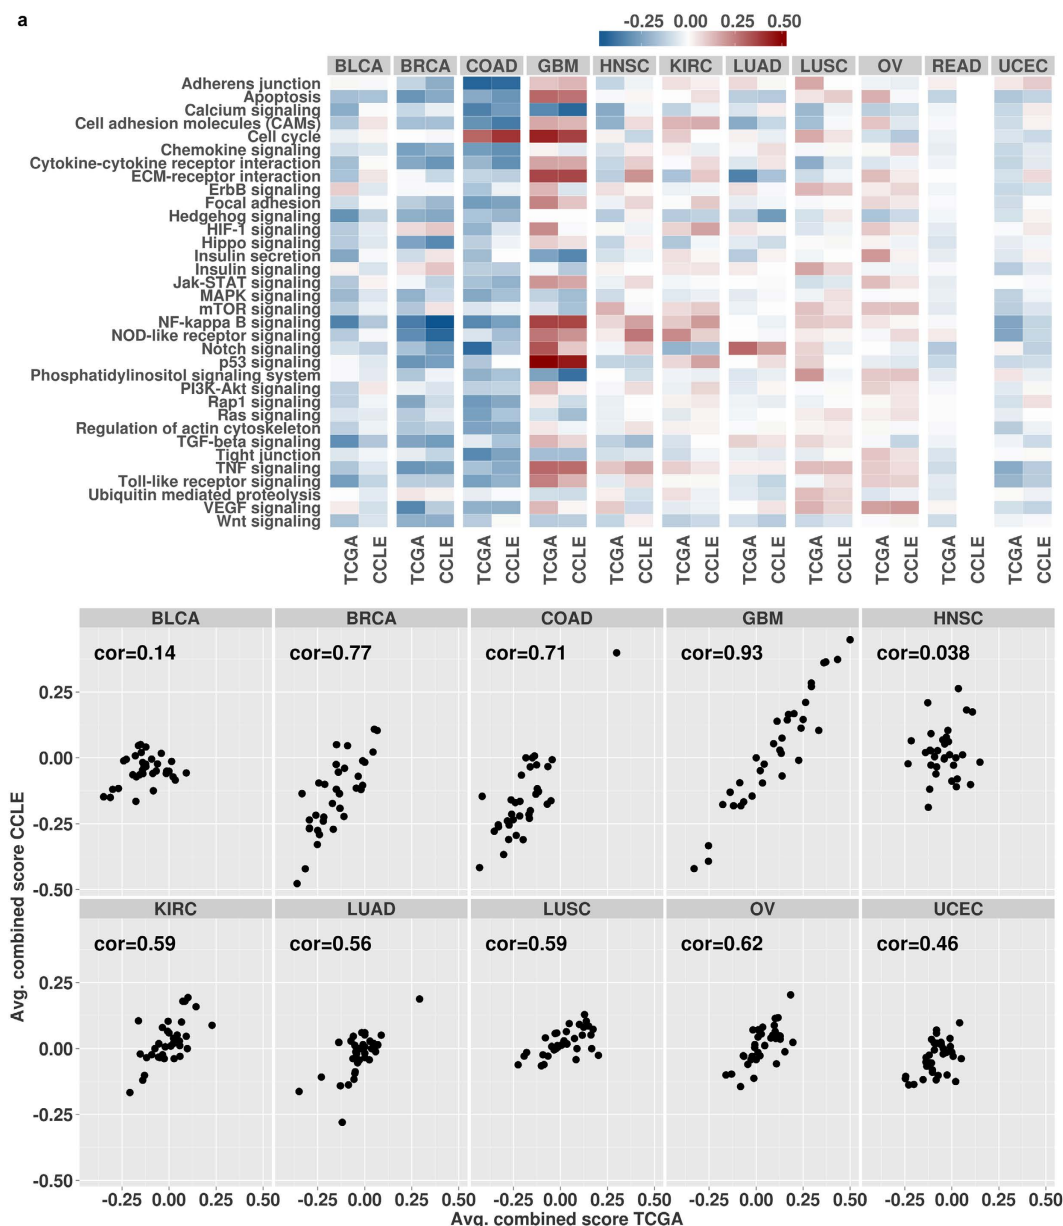 a
-0.25 0.00 0.25 0.50
BLCA BRCA COAD GBM HNSC KIRC LUAD LUSC OV READ UCEC
Adherens junction
Apoptosis
Calcium signaling
Cell adhesion molecules (CAMs)
Cell cycle
Chemokine signaling
Cytokine-cytokine receptor interaction
ECM-receptor interaction
ErbB signaling
Focal adhesion
Hedgehog signaling
HIF-1 signaling
Hippo signaling
Insulin secretion
Insulin signaling
Jak-STAT signaling
MAPK signaling
mTOR signaling
NF-kappa B signaling
NOD-like receptor signaling
Notch signaling
p53 signaling
Phosphatidylinositol signaling system
PI3K-Akt signaling
Rap1 signaling
Ras signaling
Regulation of actin cytoskeleton
TGF-beta signaling
Tight junction
TNF signaling
Toll-like receptor signaling
Ubiquitin mediated proteolysis
VEGF signaling
Wnt signaling
TCGA CCLE TCGA CCLE TCGA CCLE TCGA CCLE TCGA CCLE TCGA CCLE TCGA CCLE TCGA CCLE TCGA CCLE TCGA CCLE TCGA CCLE
BLCA BRCA COAD GBM HNSC
cor=0.14 cor=0.77 cor=0.71 cor=0.93 cor=0.038
0.25
0.00
-0.25
-0.50
KIRC LUAD LUSC OV UCEC
cor=0.59 cor=0.56 cor=0.59 cor=0.62 cor=0.46
0.25
0.00
-0.25
-0.50
Avg. combined score CCLE
-0.25 0.00 0.25 0.50 -0.25 0.00 0.25 0.50 -0.25 0.00 0.25 0.50 -0.25 0.00 0.25 0.50 -0.25 0.00 0.25 0.50
Avg. combined score TCGA